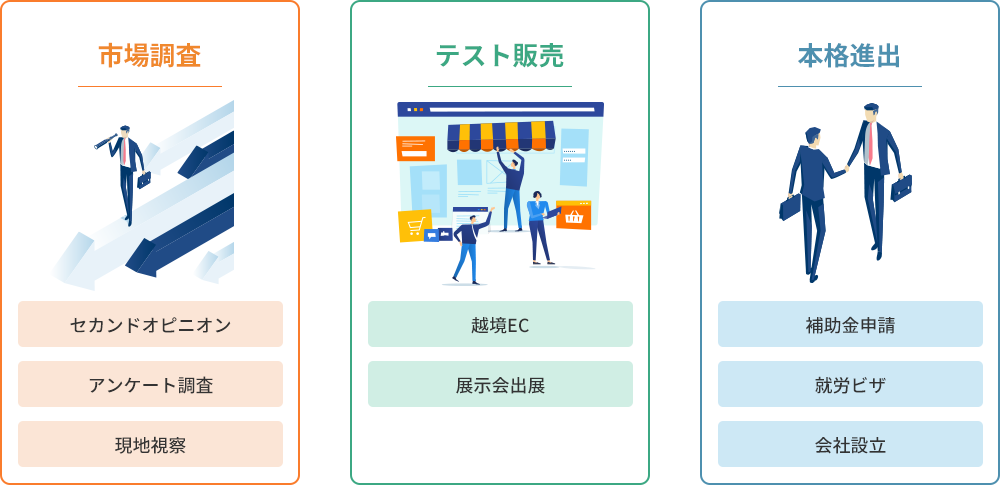 市場調査
セカンドオピニオン
アンケート調査
現地視察
テスト販売
越境EC
展示会出展
本格進出
補助金申請
就労ビザ
会社設立